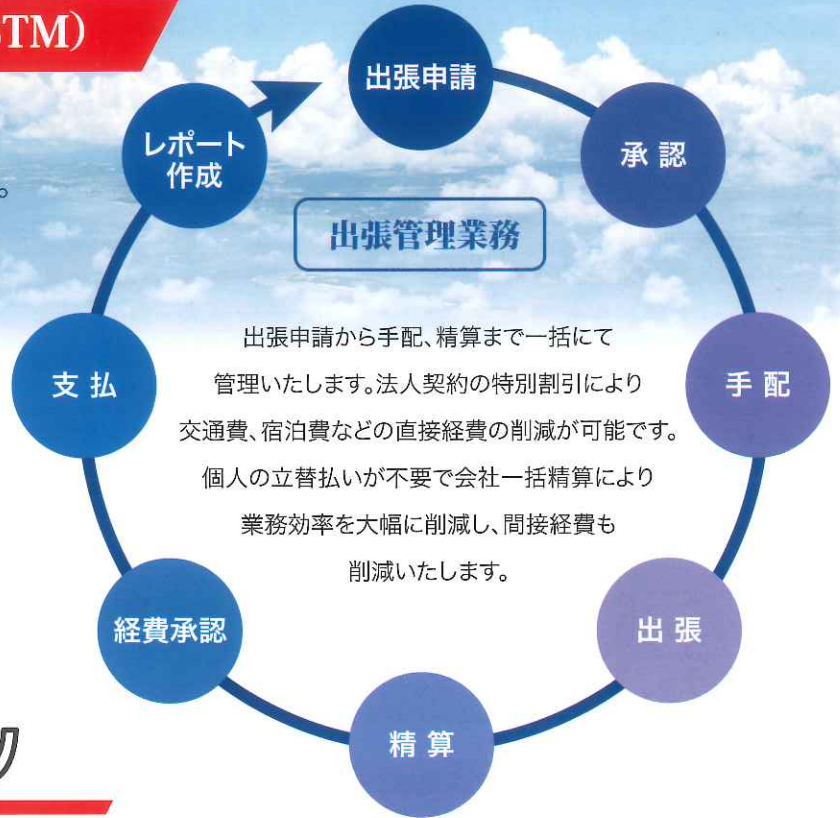 STM)
。
出張申請
承認
手配
出張
精算
経費承認
支払
レポート
作成
出張管理業務
出張申請から手配、精算まで一括にて
管理いたします。法人契約の特別割引により
交通費、宿泊費などの直接経費の削減が可能です。
個人の立替払いが不要で会社一括精算により
業務効率を大幅に削減し、間接経費も
削減いたします。